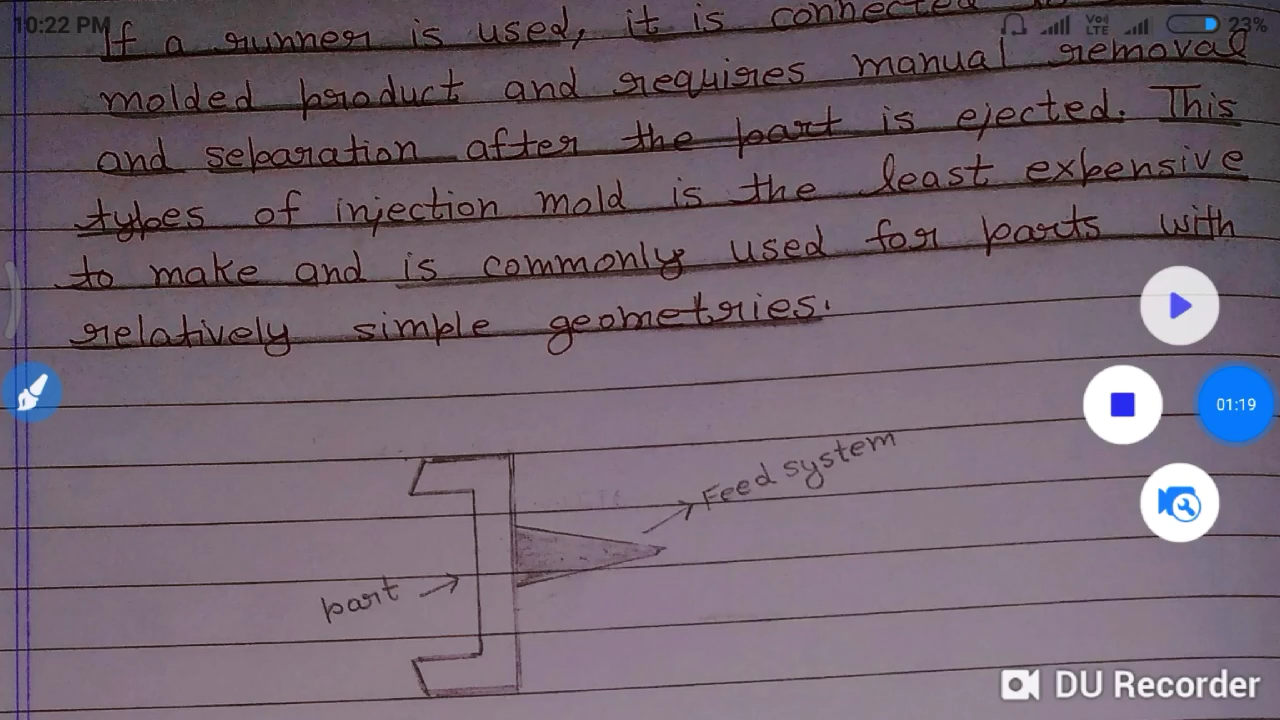 10:22 PM
23%
If a runner is used, it is connected
molded product and requires manual removal
and separation after the part is ejected. This
types of injection mold is the least expensive
to make and is commonly used for parts with
relatively simple geometries.
01:19
Feed system
part
DU Recorder